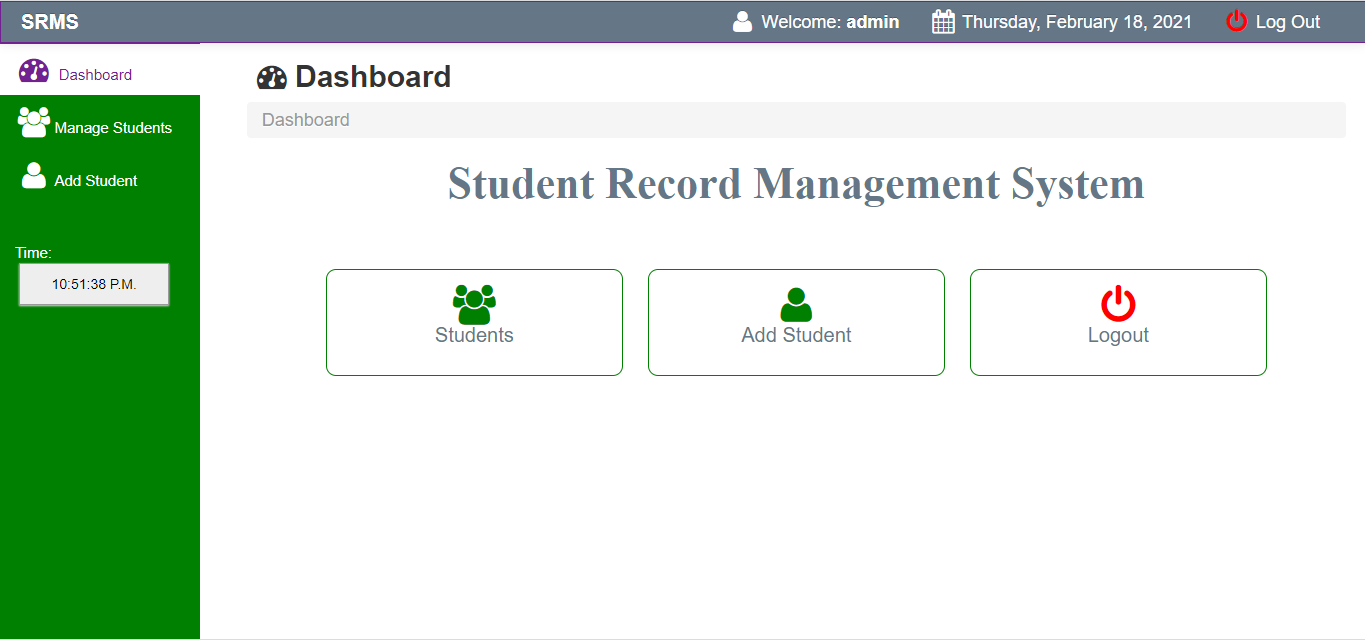 SRMS
Welcome: admin
Thursday, February 18, 2021
Log Out
Dashboard
Manage Students
Add Student
Time:
10:51:38 P.M.
Dashboard
Dashboard
Student Record Management System
Students
Add Student
Logout